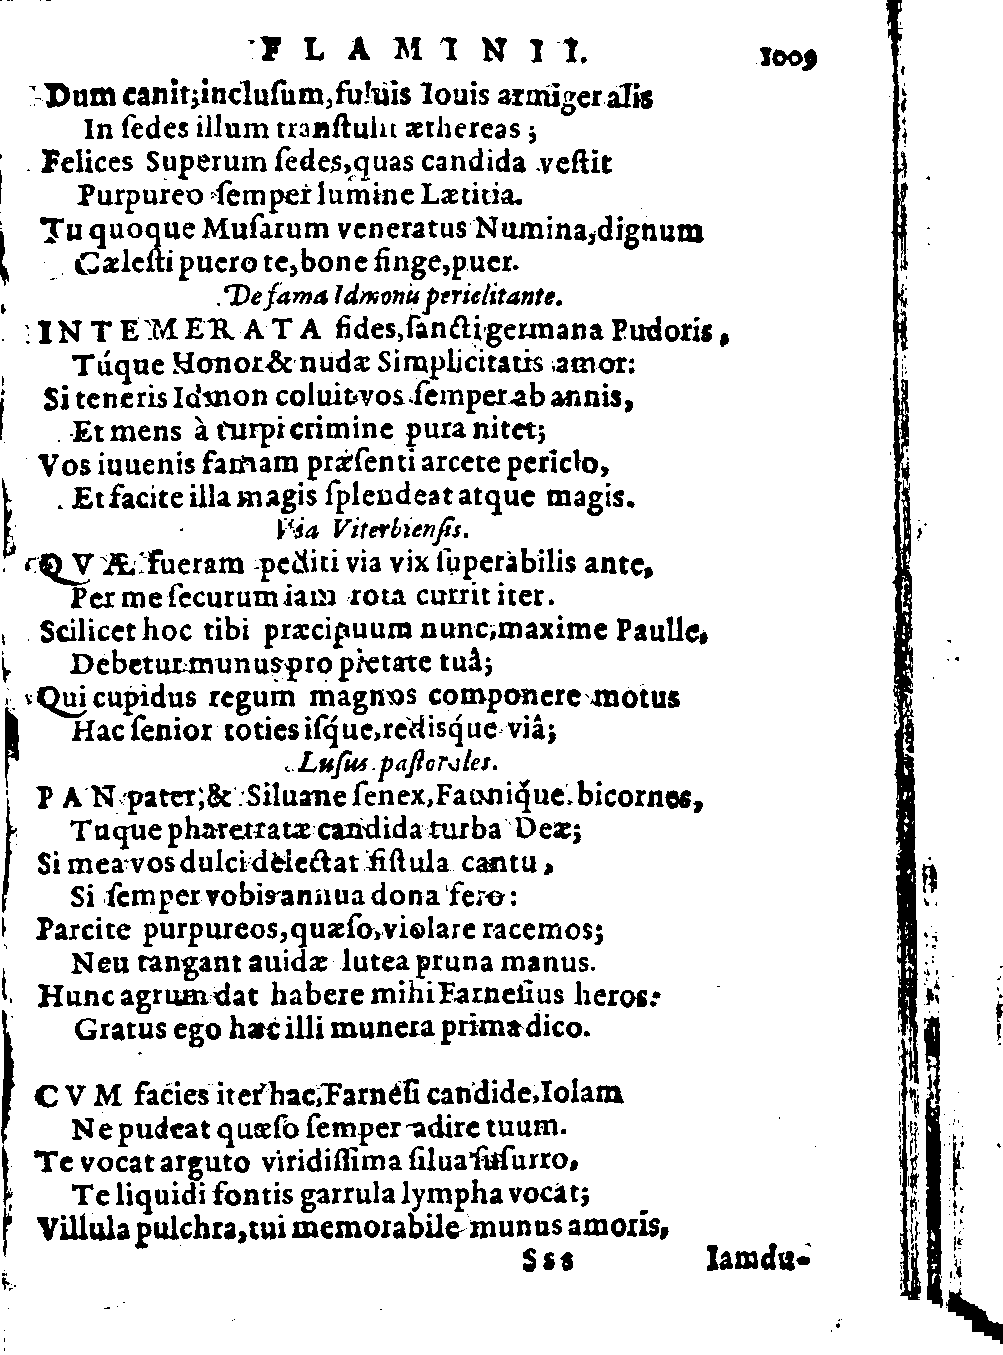 FLAMINII. 1009
Dum canit; inclusum, fuluis Iouis armiger alis
In sedes illum transtulit æthereas;
Felices Superum sedes, quas candida vestit
Purpureo semper lumine Lætitia.
Tu quoque Musarum veneratus Numina, dignum
Cælesti puero te, bone finge, puer.
De fama Idmonis periclitante.
INTEMERATA fides, sancti germana Pudoris,
Túque Honor & nudæ Simplicitatis amor:
Si teneris Idmon coluit vos semper ab annis,
Et mens à turpi crimine pura nitet;
Vos iuuenis famam præsenti arcete periclo,
Et facite illa magis splendeat atque magis.
Via Viterbiensis.
QVÆ fueram pediti via vix superabilis ante,
Per me securum iam rota currit iter.
Scilicet hoc tibi præcipuum nunc, maxime Paulle,
Debetur munus pro pietate tuâ;
Qui cupidus regum magnos componere motus
Hac senior toties isq́ue, redisq́ue viâ;
Lusus pastorales.
PAN pater, & Siluane senex, Fauniq́ue bicornes,
Tuque pharetratæ candida turba Deæ;
Si mea vos dulci delectat fistula cantu,
Si semper vobis annua dona fero:
Parcite purpureos, quæso, violare racemos;
Neu tangant auidæ lutea pruna manus.
Hunc agrum dat habere mihi Farnesius heros:
Gratus ego hæc illi munera prima dico.
CVM facies iter hac, Farnesi candide, Iolam
Ne pudeat quæso semper adire tuum.
Te vocat arguto viridissima silua susurro,
Te liquidi fontis garrula lympha vocat;
Villula pulchra, tui memorabile munus amoris,
Sss Iamdu-